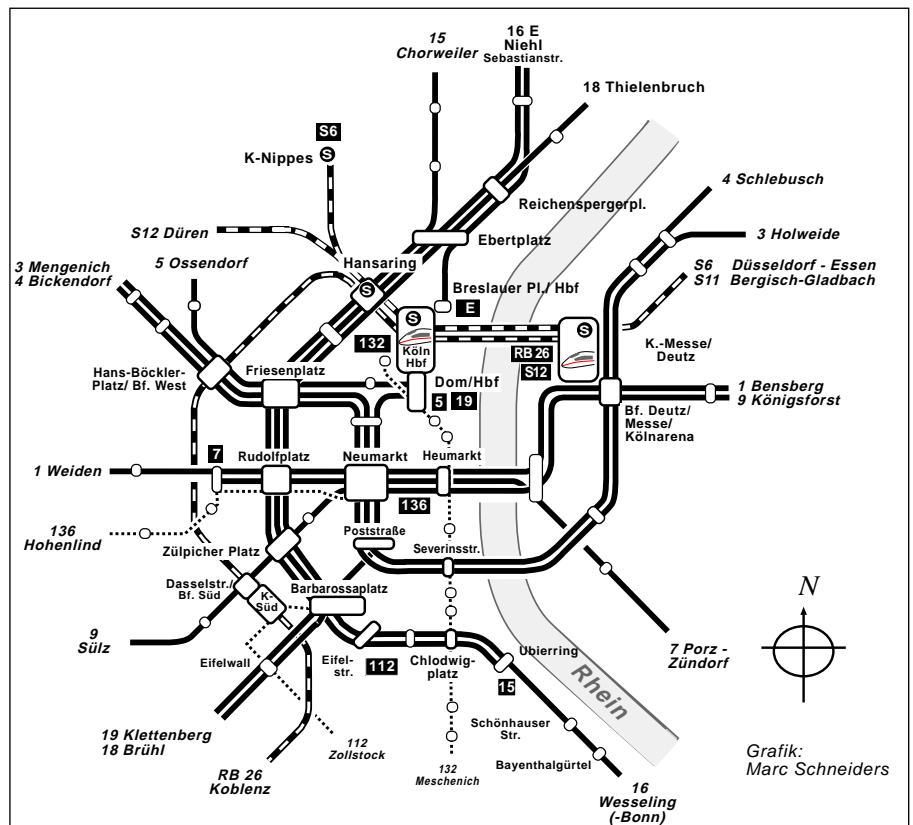 15
Chorweiler
16 E
Niehl
Sebastianstr.
18 Thielenbruch
S6
K-Nippes
S
Reichenspergerpl.
4 Schlebusch
S12 Düren
Ebertplatz
3 Holweide
3 Mengenich
4 Bickendorf
5 Ossendorf
Hansaring
S
S6
S11
Düsseldorf - Essen
Bergisch-Gladbach
Breslauer Pl./ Hbf
E
S
Köln
Hbf
132
S
RB 26
S12
K.-Messe/
Deutz
Hans-Böckler-
Platz/ Bf. West
Friesenplatz
Dom/Hbf
5
19
1 Bensberg
9 Königsforst
Bf. Deutz/
Messe/
Kölnarena
7
Rudolfplatz
Neumarkt
Heumarkt
1 Weiden
136
136
Hohenlind
Poststraße
Severinsstr.
Zülpicher Platz
Dasselstr./
Bf. Süd
K-
Süd
Barbarossaplatz
N
9
Sülz
Eifelwall
Eifel-
str.
112
Chlodwig-
platz
Ubierring
15
7 Porz -
Zündorf
Rhein
19 Klettenberg
18 Brühl
112
Zollstock
Schönhauser
Str.
Bayenthalgürtel
RB 26
Koblenz
132
Meschenich
16
Wesseling
(-Bonn)
Grafik:
Marc Schneiders